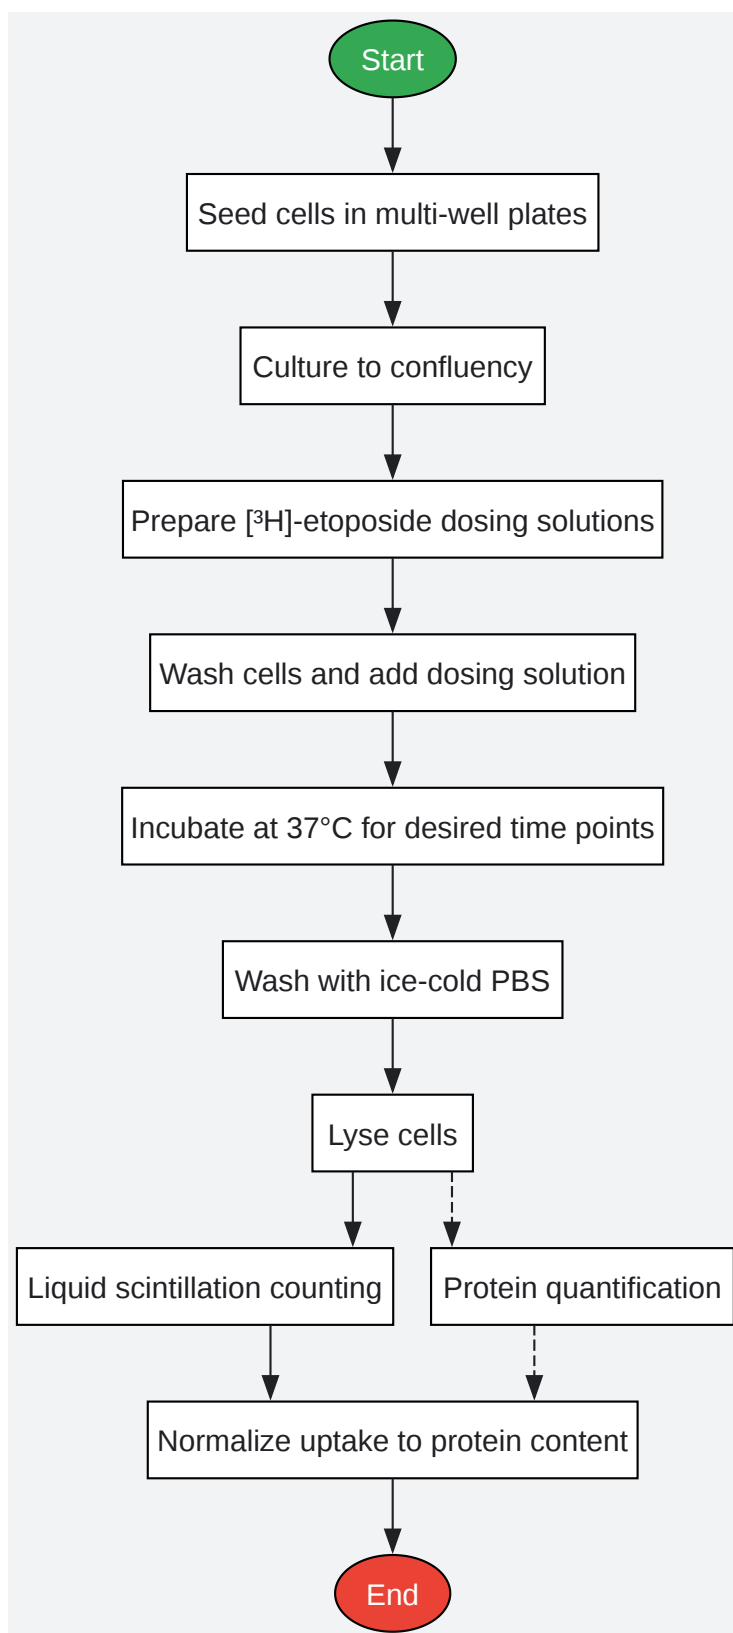 Start
Seed cells in multi-well plates
Culture to confluency
Prepare [³H]-etoposide dosing solutions
Wash cells and add dosing solution
Incubate at 37°C for desired time points
Wash with ice-cold PBS
Lyse cells
Liquid scintillation counting
Protein quantification
Normalize uptake to protein content
End